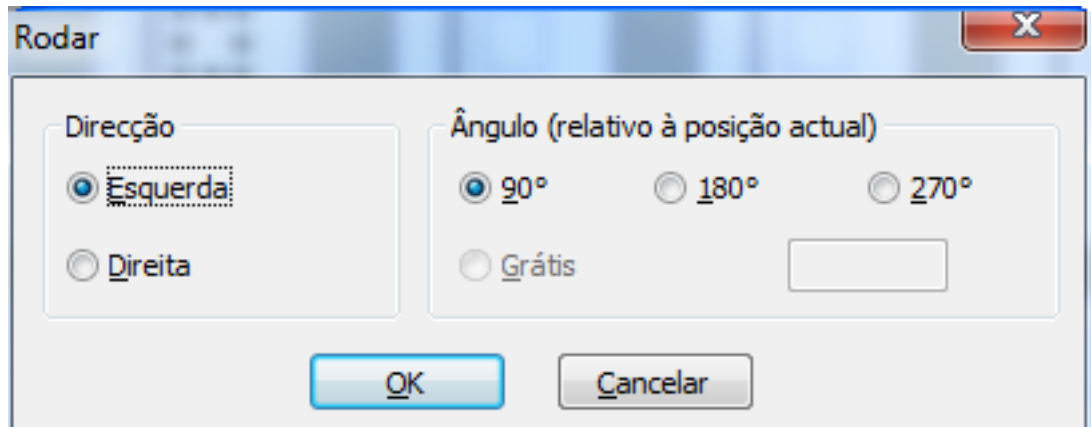 Rodar
Direcção
Esquerda
Direita
Ângulo (relativo à posição actual)
90°
180°
270°
Grátis
OK
Cancelar